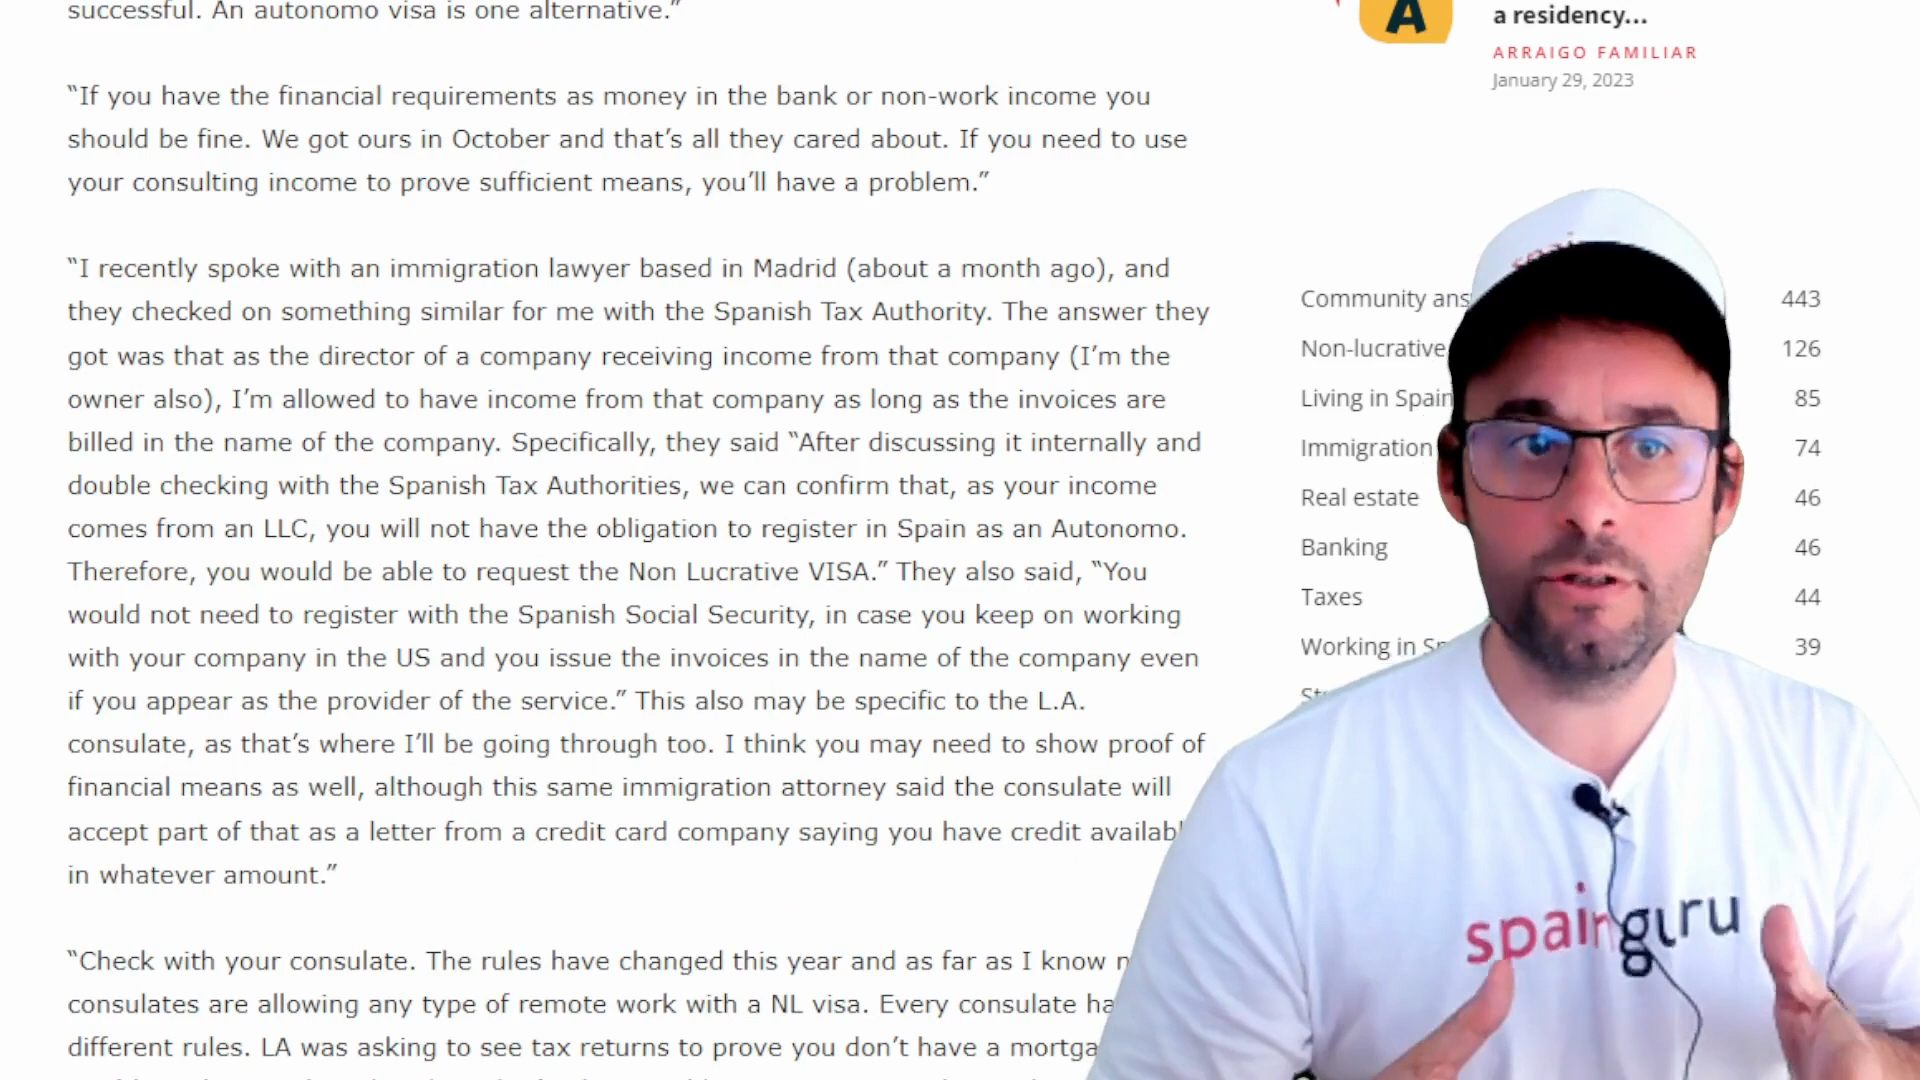 successful. An autonomo visa is one alternative.”
“If you have the financial requirements as money in the bank or non-work income you
should be fine. We got ours in October and that’s all they cared about. If you need to use
your consulting income to prove sufficient means, you’ll have a problem.”
“I recently spoke with an immigration lawyer based in Madrid (about a month ago), and
they checked on something similar for me with the Spanish Tax Authority. The answer they
got was that as the director of a company receiving income from that company (I’m the
owner also), I’m allowed to have income from that company as long as the invoices are
billed in the name of the company. Specifically, they said “After discussing it internally and
double checking with the Spanish Tax Authorities, we can confirm that, as your income
comes from an LLC, you will not have the obligation to register in Spain as an Autonomo.
Therefore, you would be able to request the Non Lucrative VISA.” They also said, “You
would not need to register with the Spanish Social Security, in case you keep on working
with your company in the US and you issue the invoices in the name of the company even
if you appear as the provider of the service.” This also may be specific to the L.A.
consulate, as that’s where I’ll be going through too. I think you may need to show proof of
financial means as well, although this same immigration attorney said the consulate will
accept part of that as a letter from a credit card company saying you have credit
in whatever amount.”
“Check with your consulate. The rules have changed this year and as far as I know
consulates are allowing any type of remote work with a NL visa. Every consulate
different rules. LA was asking to see tax returns to prove you don’t have a
A
a residency...
ARRAIGO FAMILIAR
January 29, 2023
Community 443
Non-lucrative 126
Living in Spain 85
Immigration 74
Real estate 46
Banking 46
Taxes 44
Working in 39
spainguru